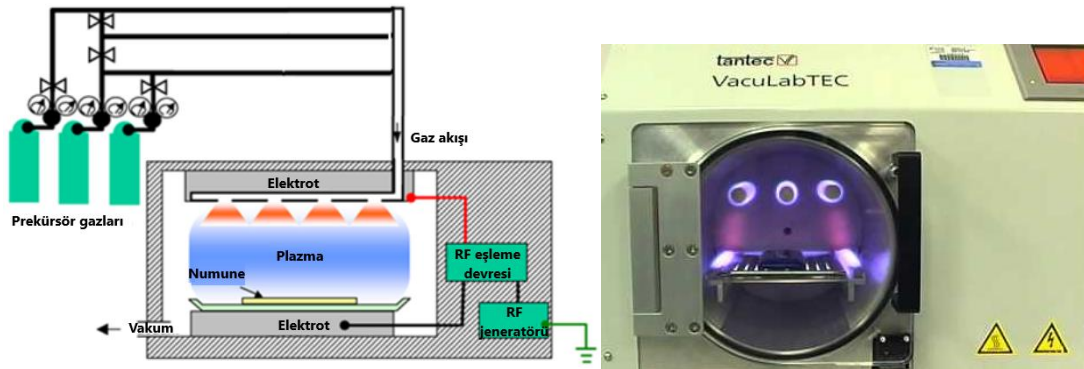 Gaz akışı
Elektrot
Prekürsör gazları
Plazma
RF eşleme
devresi
Numune
Vakum
Elektrot
RF
jeneratörü
tantec
VacuLabTEC